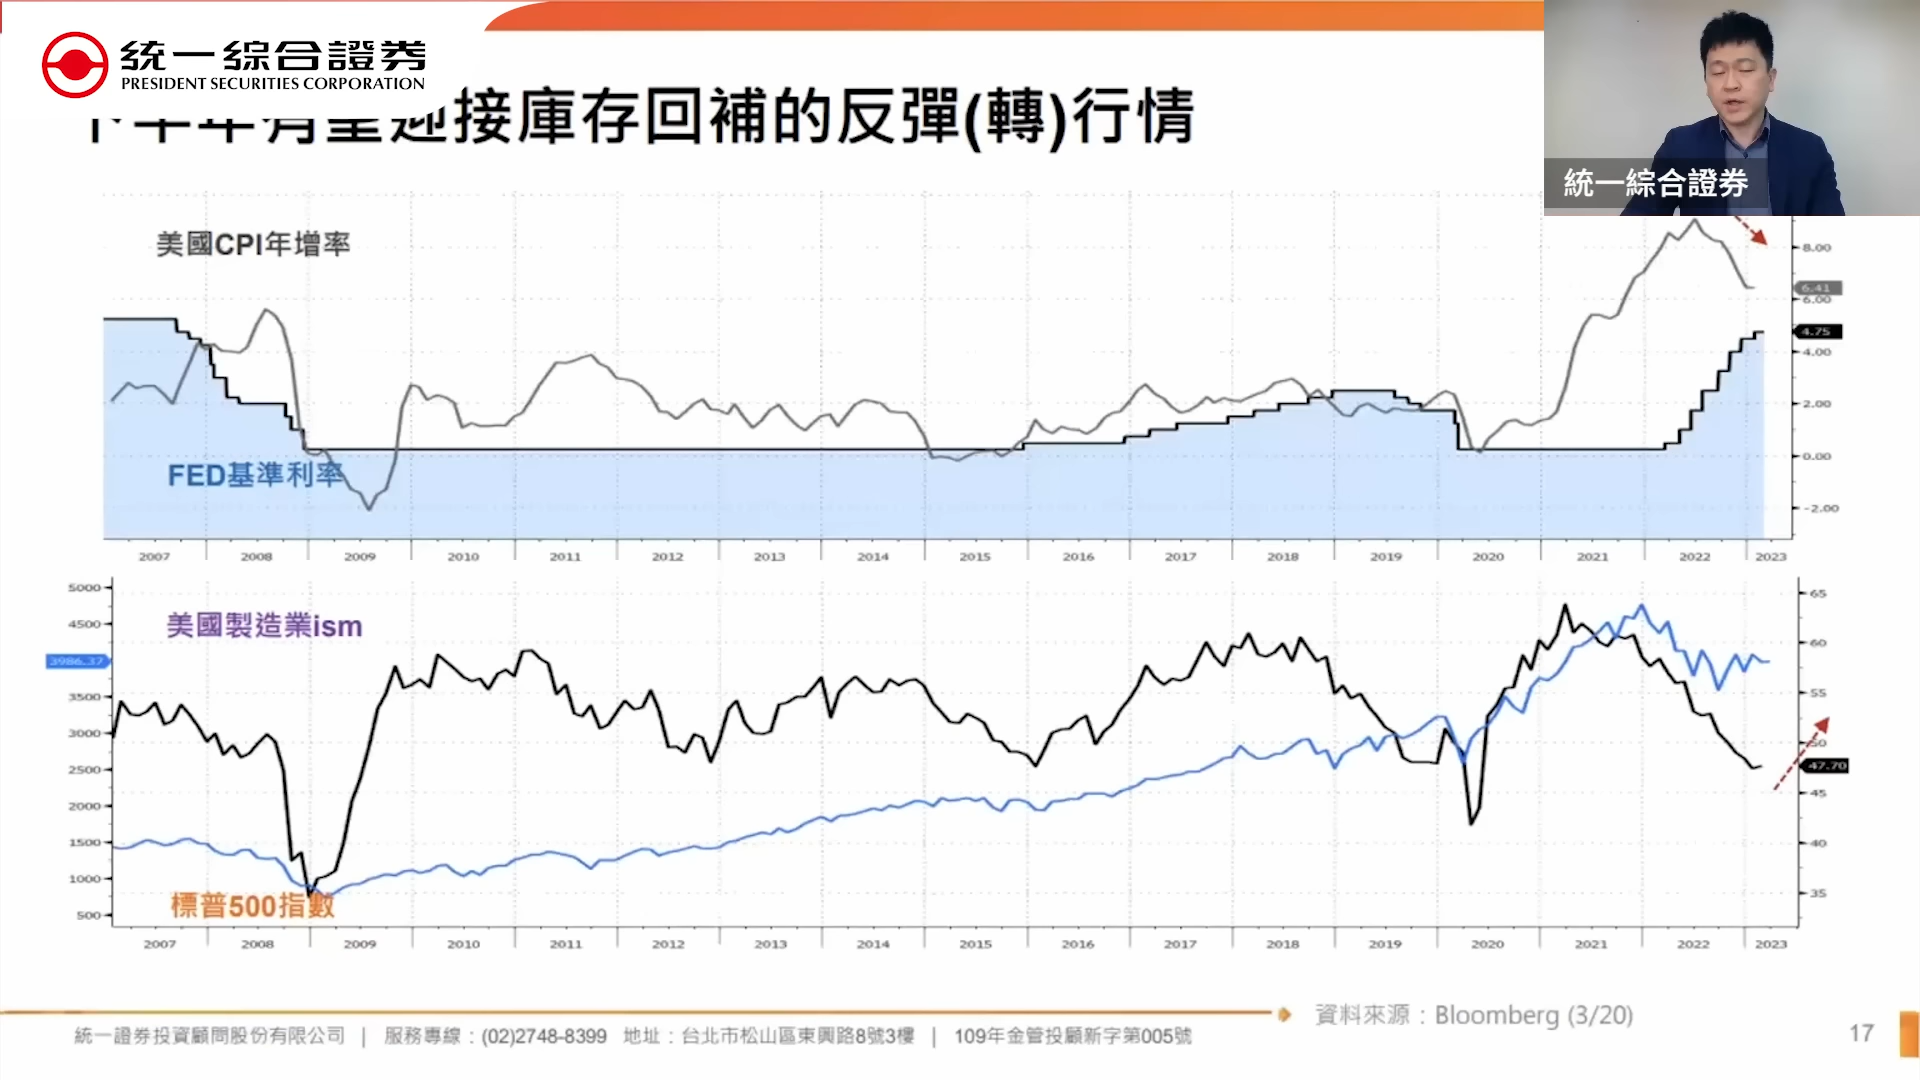 統一綜合證券
PRESIDENT SECURITIES CORPORATION
下半年有望迎接庫存回補的反彈(轉)行情
統一綜合證券
美國CPI年增率
8.00
6.41
6.00
4.75
4.00
2.00
0.00
-2.00
FED基準利率
2007 2008 2009 2010 2011 2012 2013 2014 2015 2016 2017 2018 2019 2020 2021 2022 2023
美國製造業ism
5000
4500
3986.37
3500
3000
2500
2000
1500
1000
500
65
60
55
50
47.70
45
40
35
標普500指數
2007 2008 2009 2010 2011 2012 2013 2014 2015 2016 2017 2018 2019 2020 2021 2022 2023
資料來源：Bloomberg (3/20)
統一證券投資顧問股份有限公司 | 服務專線：(02)2748-8399 地址：台北市松山區東興路8號3樓 | 109年金管投顧新字第005號
17